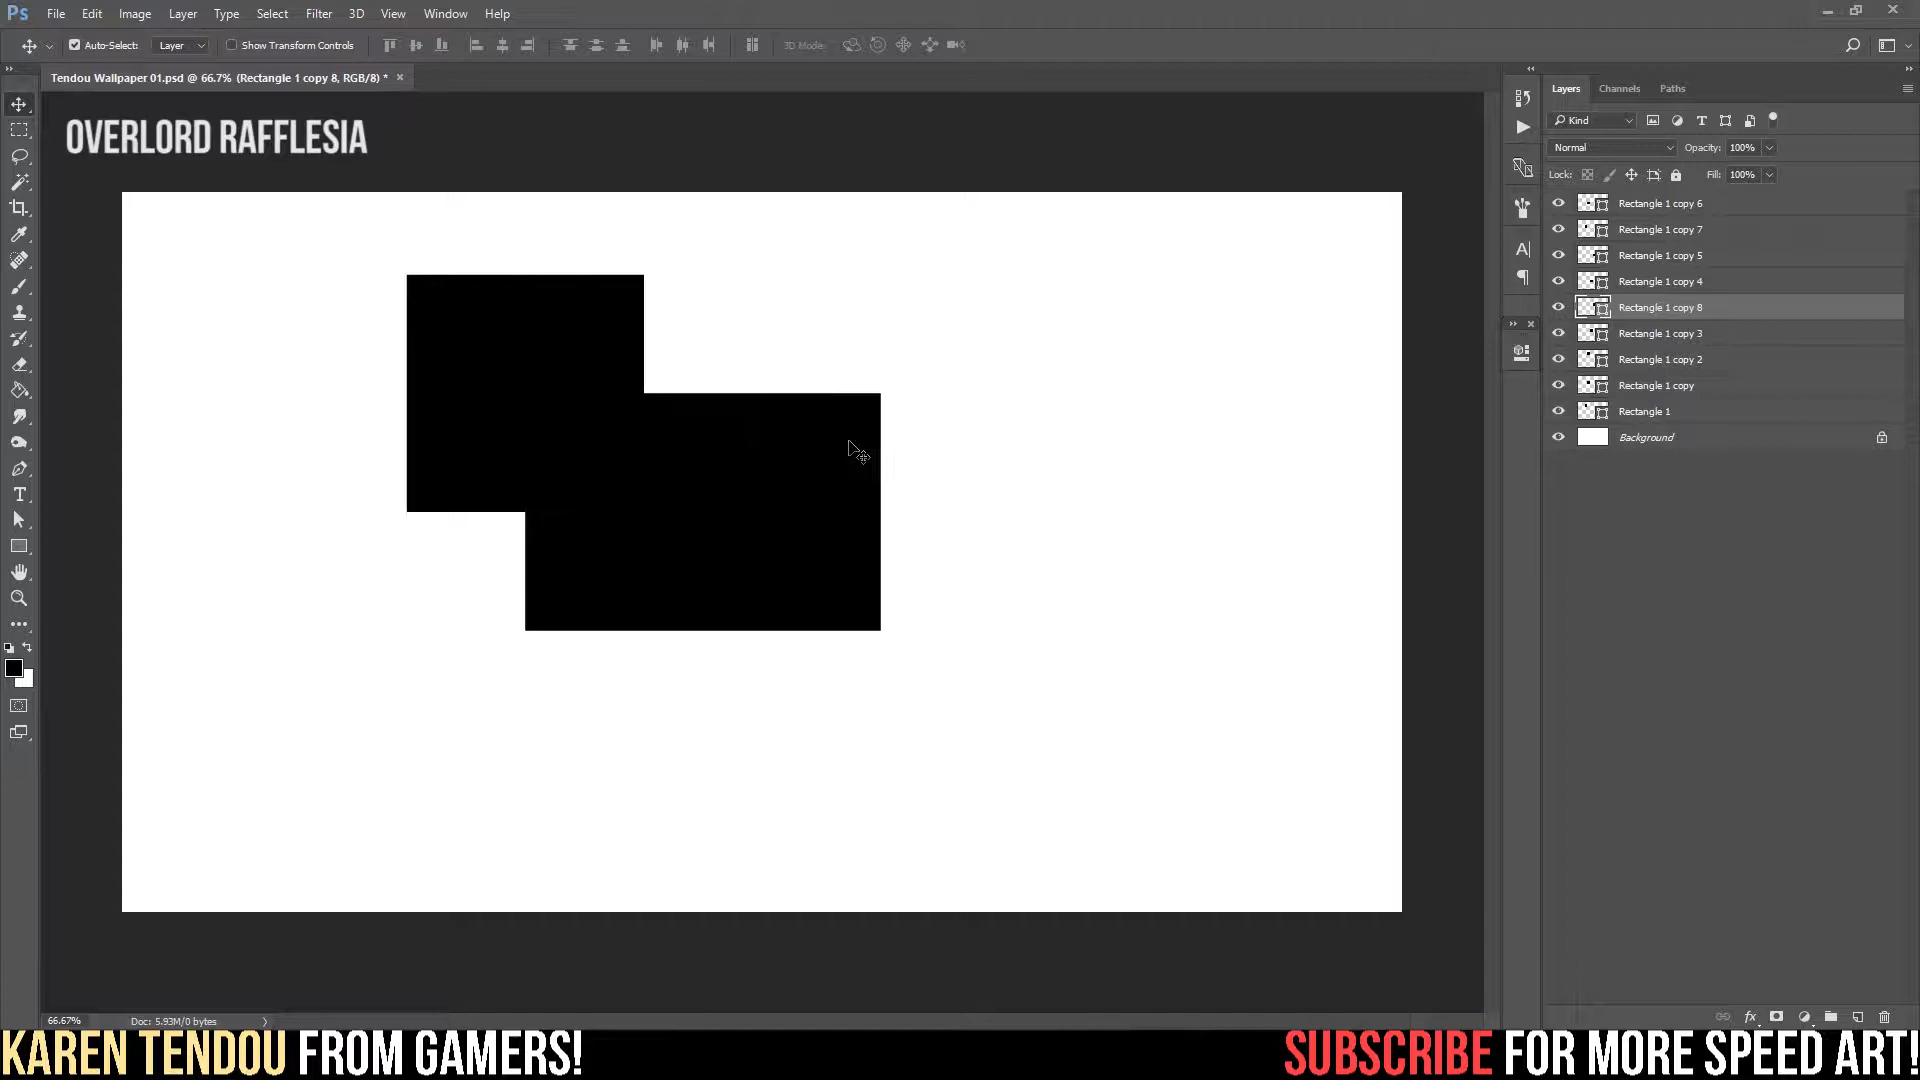 Ps File Edit Image Layer Type Select Filter 3D View Window Help
Auto-Select: Layer Show Transform Controls 3D Mode:
Tendou Wallpaper 01.psd @ 66.7% (Rectangle 1 copy 8, RGB/8) * ×
OVERLORD RAFFLESIA
Layers Channels Paths
Kind
Normal Opacity: 100%
Lock: Fill: 100%
Rectangle 1 copy 6
Rectangle 1 copy 7
Rectangle 1 copy 5
Rectangle 1 copy 4
Rectangle 1 copy 8
Rectangle 1 copy 3
Rectangle 1 copy 2
Rectangle 1 copy
Rectangle 1
Background
66.67% Doc: 5.93M/0 bytes
KAREN TENDOU FROM GAMERS!
SUBSCRIBE FOR MORE SPEED ART!